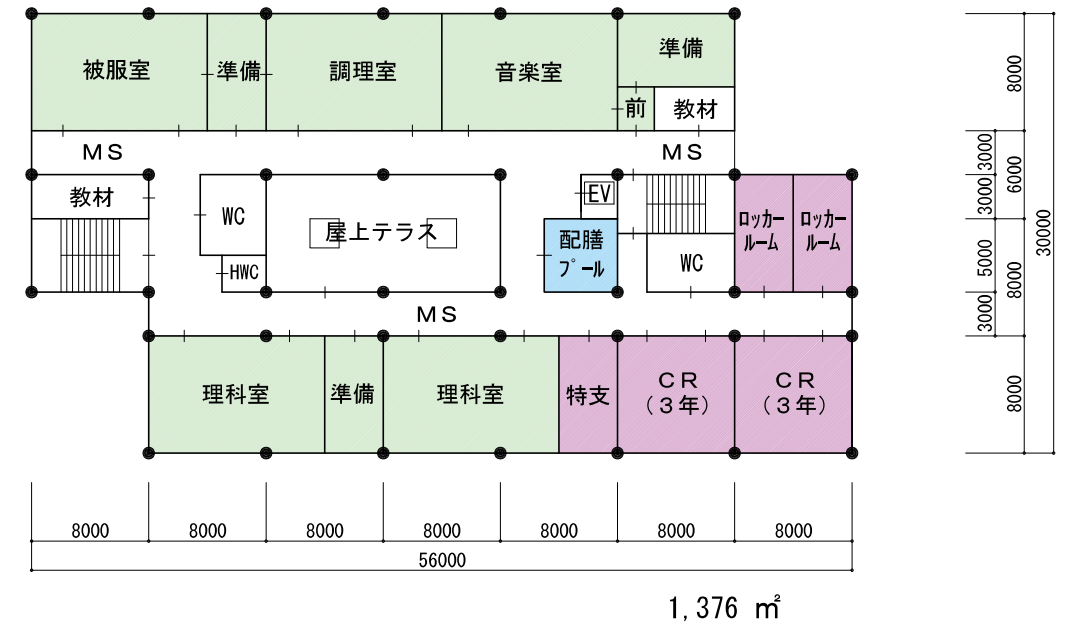 被服室
準備
調理室
音楽室
準備
前
教材
8000
ＭＳ
ＭＳ
3000
教材
WC
屋上テラス
EV
ロッカー
ルーム
ロッカー
ルーム
3000
6000
配膳
プール
HWC
WC
5000
8000
30000
ＭＳ
3000
理科室
準備
理科室
特支
ＣＲ
（３年）
ＣＲ
（３年）
8000
8000
8000
8000
8000
8000
8000
8000
56000
1,376 ㎡